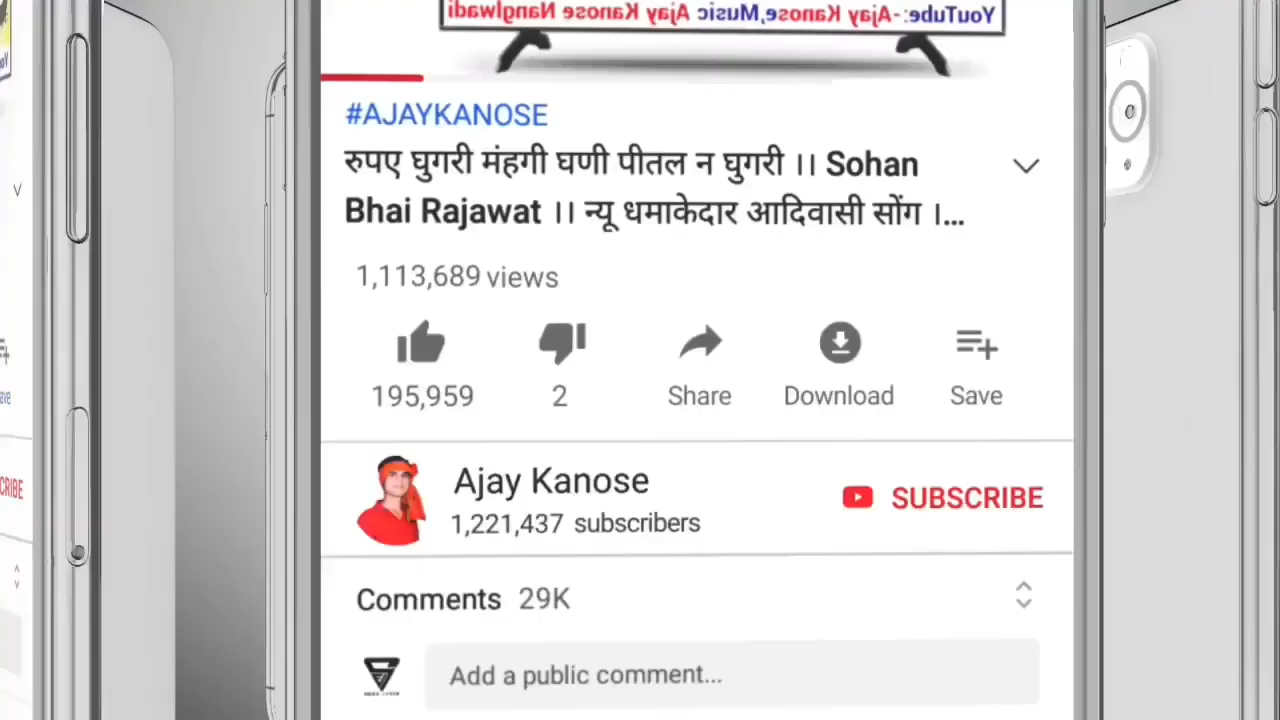 YouTube:-Ajay Kanose,Music Ajay Kanose Nanglwadi
#AJAYKANOSE
रुपए घुगरी मंहगी घणी पीतल न घुगरी ।। Sohan
Bhai Rajawat ।। न्यू धमाकेदार आदिवासी सोंग ।...
1,113,689 views
195,959
2
Share
Download
Save
Ajay Kanose
1,221,437 subscribers
SUBSCRIBE
Comments 29K
Add a public comment...